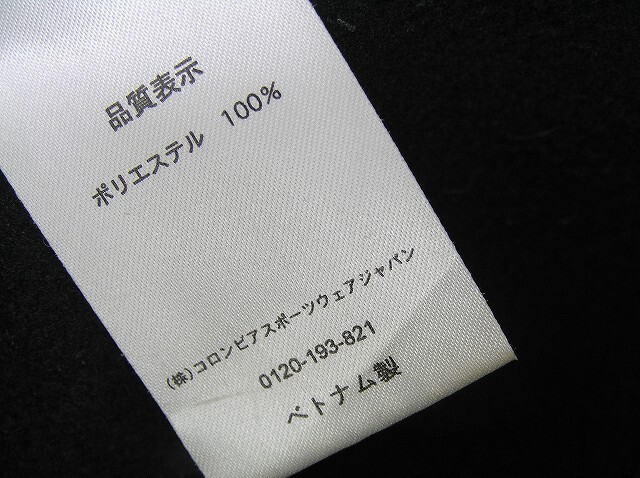 品質表示
ポリエステル 100%
(株)コロンビアスポーツウェアジャパン
0120-193-821
ベトナム製